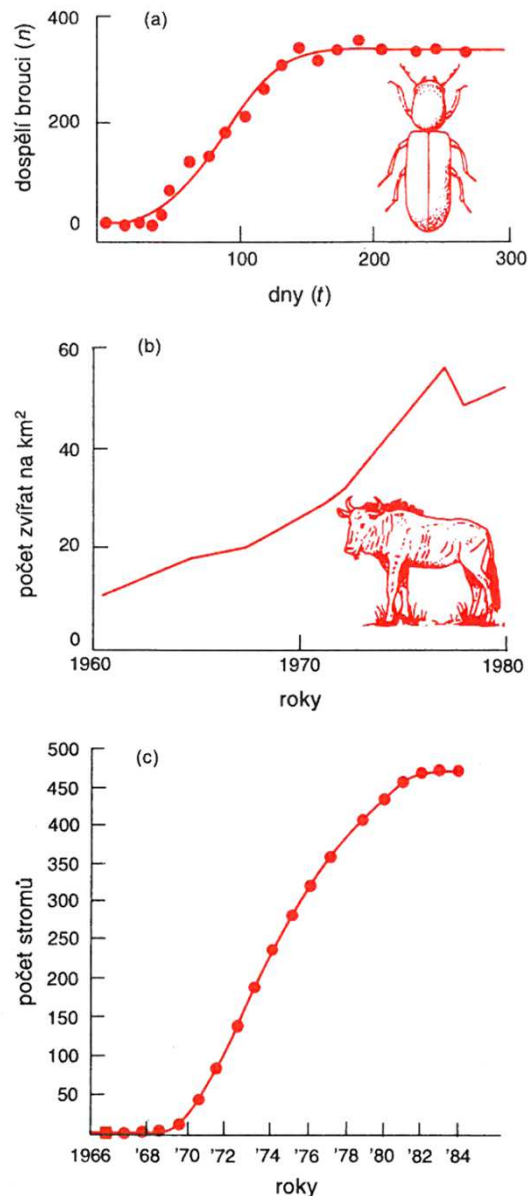 (a)
dospělí brouci (n)
400
200
0
100
200
300
dny (t)
(b)
počet zvířat na km²
60
40
20
0
1960
1970
1980
roky
(c)
počet stromů
500
450
400
350
300
250
200
150
100
50
1966 '68 '70 '72 '74 '76 '78 '80 '82 '84
roky